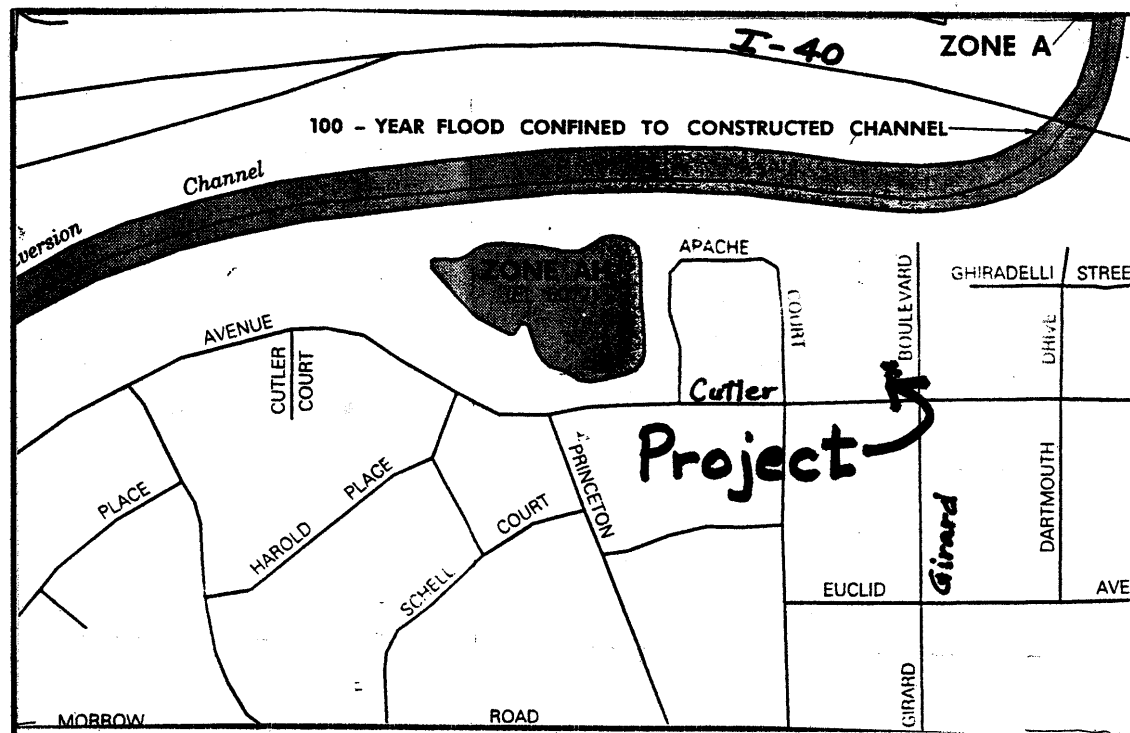 I-40
ZONE A
100 - YEAR FLOOD CONFINED TO CONSTRUCTED CHANNEL
Channel
version
ZONE AH
APACHE
COURT
BOULEVARD
GHIRADELLI STREE
DRIVE
AVENUE
CUTLER
COURT
Cutler
Project
PLACE
HAROLD PLACE
SCHELL COURT
PRINCETON
DARTMOUTH
Girard
EUCLID AVE
GIRARD
MORROW ROAD